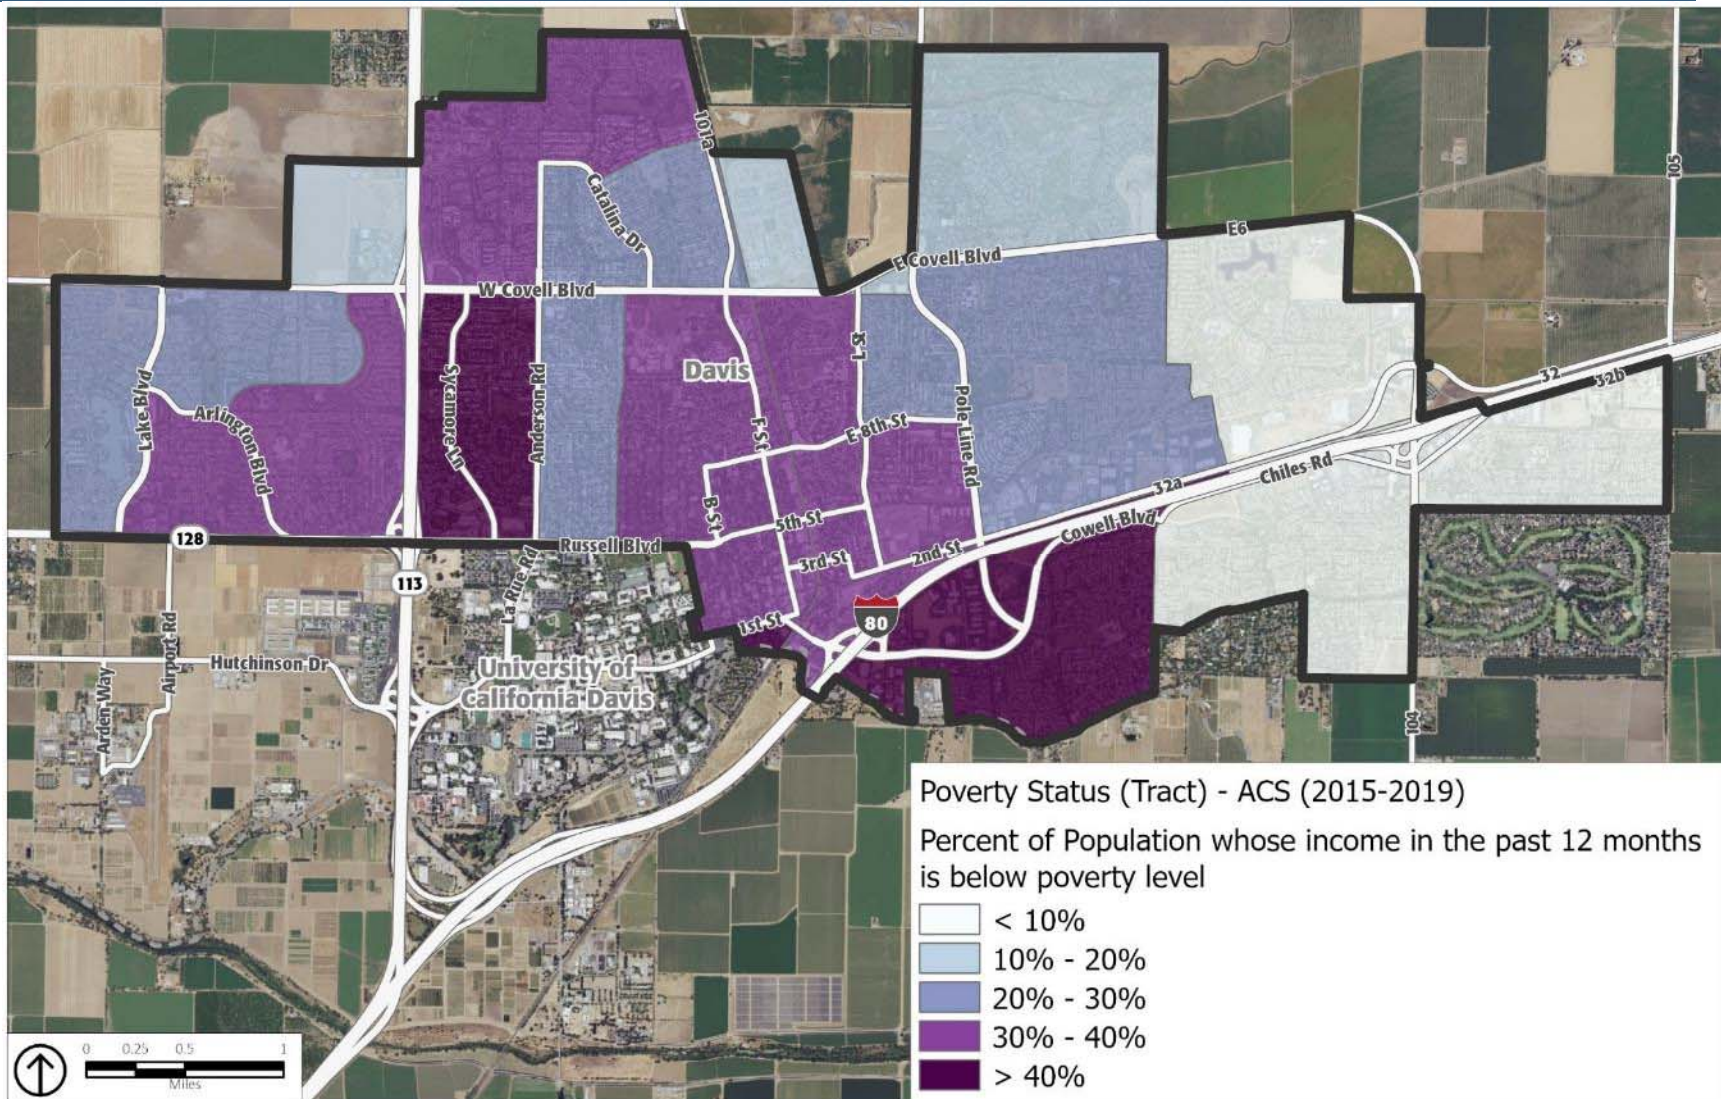 101a
105
Catalina Dr
E6
E Covell Blvd
W Covell Blvd
L St
Davis
Lake Blvd
Arlington Blvd
Sycamore Ln
Anderson Rd
F St
E 8th St
Pole Line Rd
32
32b
Chiles Rd
32a
B St
5th St
Cowell Blvd
128
Russell Blvd
3rd St
2nd St
113
La Rue Rd
1st St
80
Airport Rd
Hutchinson Dr
University of
California Davis
Arden Way
104
Poverty Status (Tract) - ACS (2015-2019)
Percent of Population whose income in the past 12 months
is below poverty level
< 10%
10% - 20%
20% - 30%
30% - 40%
> 40%
0 0.25 0.5 1
Miles